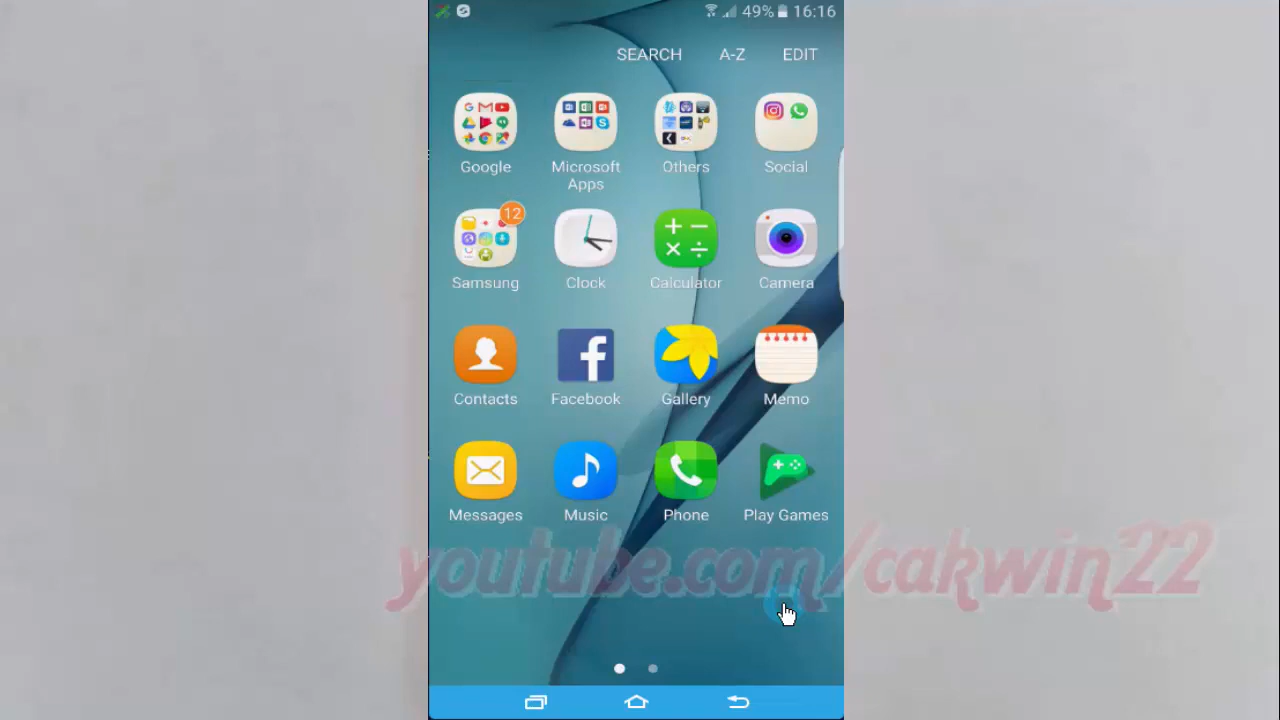 49% 16:16
SEARCH A-Z EDIT
Google Microsoft Apps Others Social
12
Samsung Clock Calculator Camera
Contacts Facebook Gallery Memo
Messages Music Phone Play Games
youtube.com/cakwin22